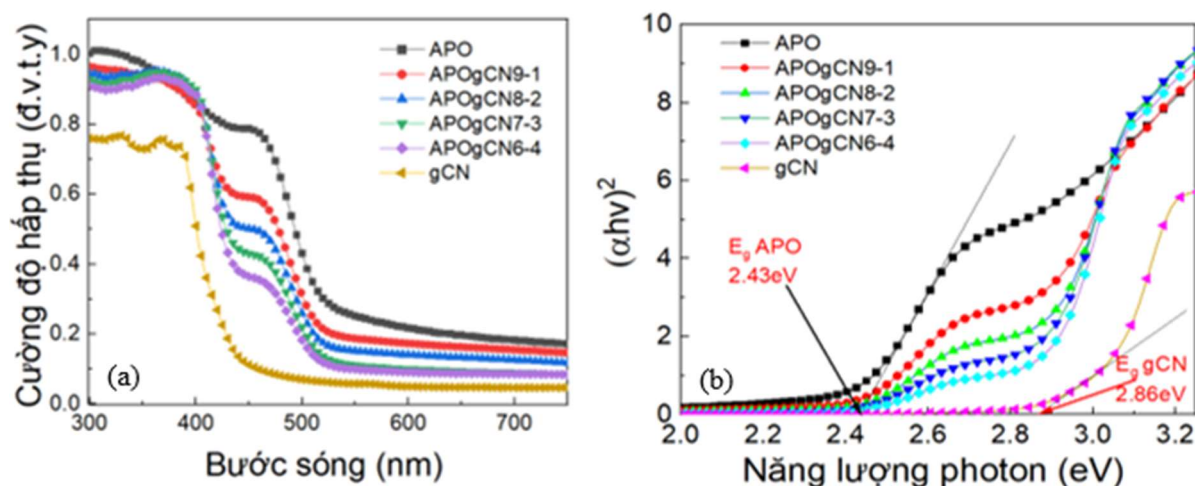 Cường độ hấp thụ (đ.v.t.y)
1.0
0.8
0.6
0.4
0.2
0.0
APO
APOgCN9-1
APOgCN8-2
APOgCN7-3
APOgCN6-4
gCN
(a)
300 400 500 600 700
Bước sóng (nm)
(αhv)²
10
8
6
4
2
0
APO
APOgCN9-1
APOgCN8-2
APOgCN7-3
APOgCN6-4
gCN
Eg APO
2.43eV
(b)
Eg gCN
2.86eV
2.0 2.2 2.4 2.6 2.8 3.0 3.2
Năng lượng photon (eV)